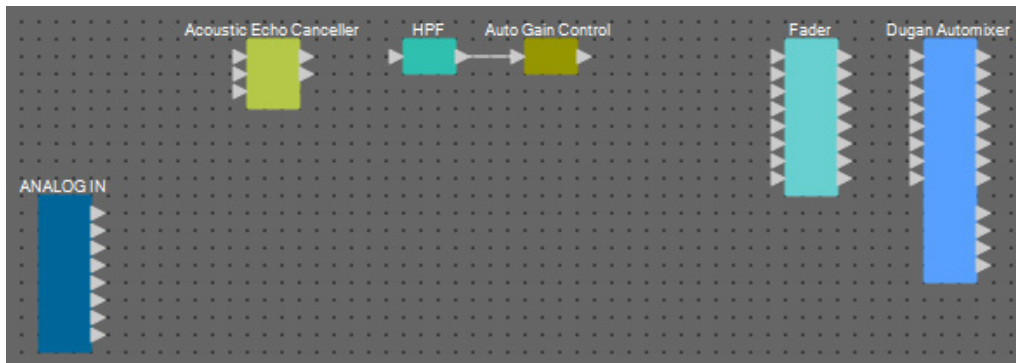 Acoustic Echo Canceller
HPF
Auto Gain Control
Fader
Dugan Automixer
ANALOG IN